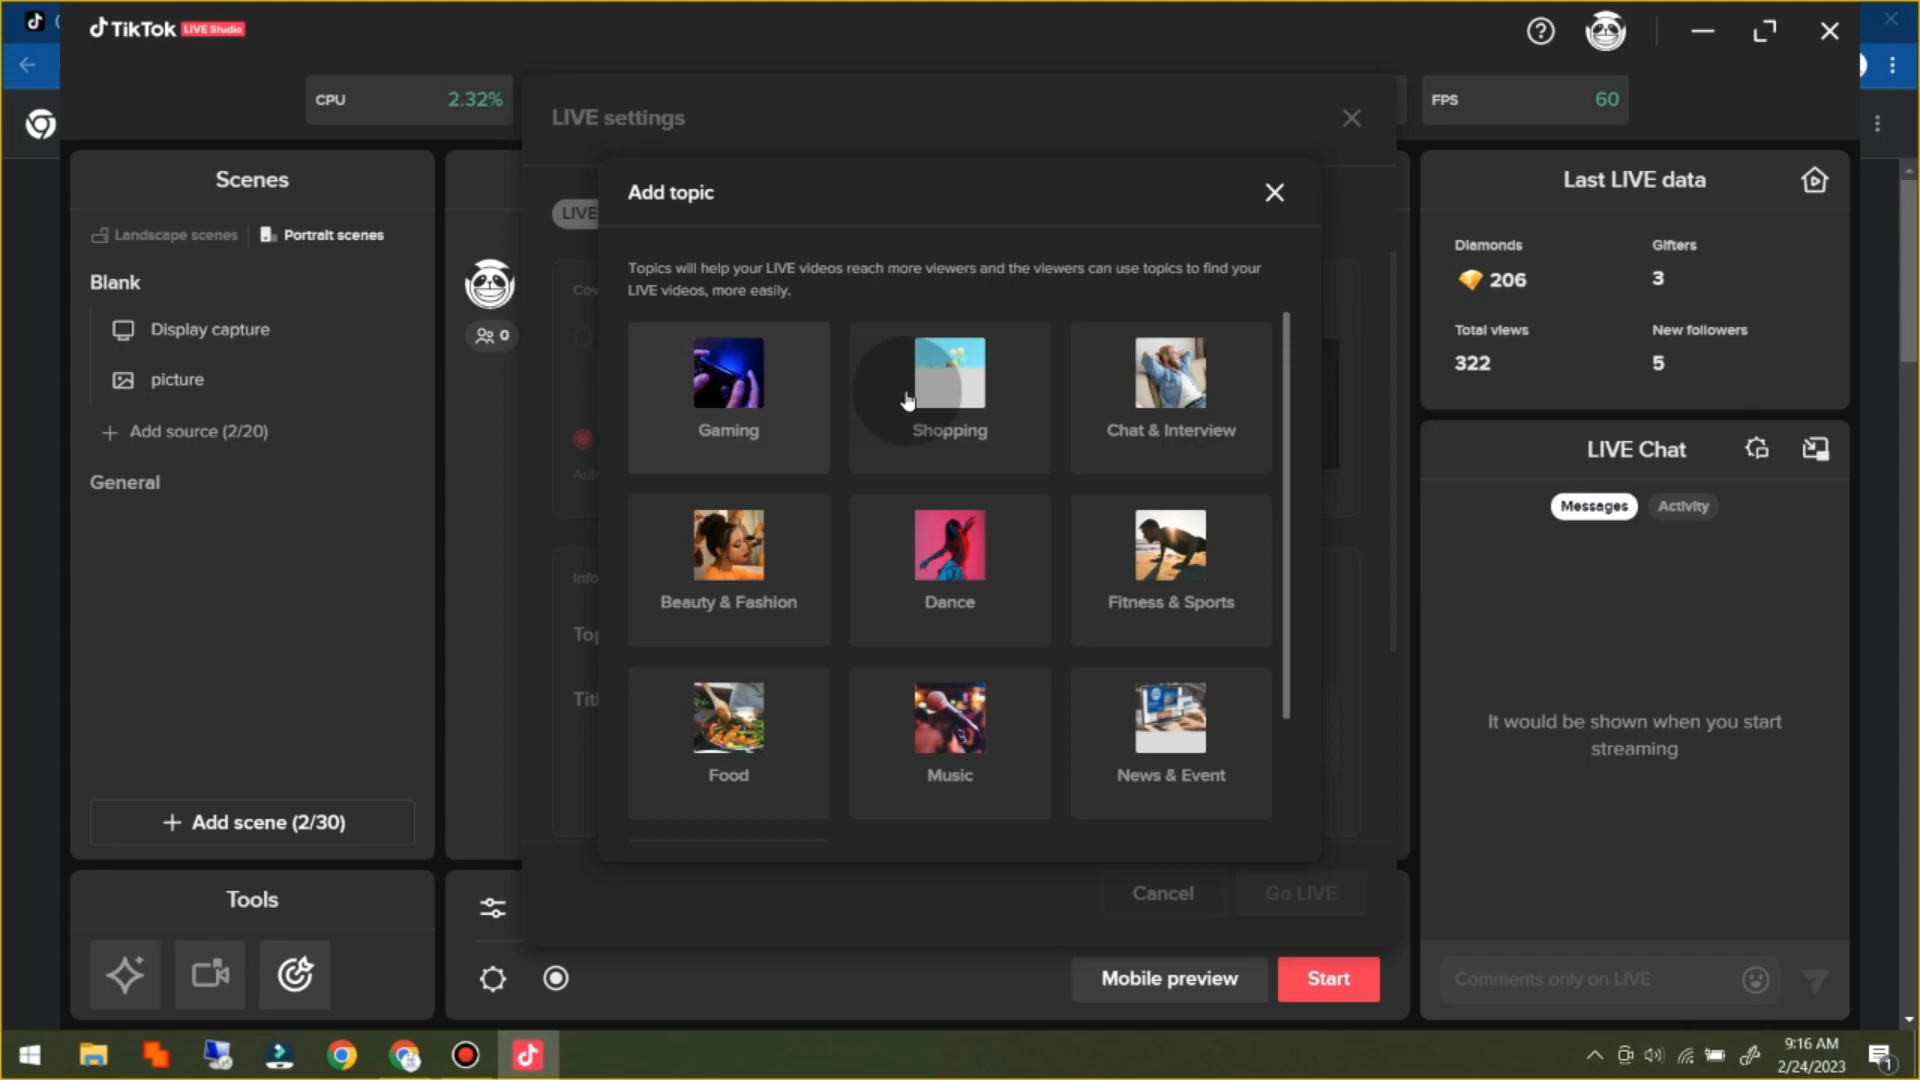 TikTok LIVE Studio
CPU 2.32%
FPS 60
LIVE settings
Scenes
Landscape scenes
Portrait scenes
Blank
Display capture
picture
Add source (2/20)
General
Add scene (2/30)
Tools
0
LIVE
Add topic
Topics will help your LIVE videos reach more viewers and the viewers can use topics to find your
LIVE videos, more easily.
Gaming
Shopping
Chat & Interview
Beauty & Fashion
Dance
Fitness & Sports
Food
Music
News & Event
Cancel
Go LIVE
Mobile preview
Start
Last LIVE data
Diamonds
Gifters
206
3
Total views
New followers
322
5
LIVE Chat
Messages
Activity
It would be shown when you start
streaming
Comments only on LIVE
9:16 AM
2/24/2023
1